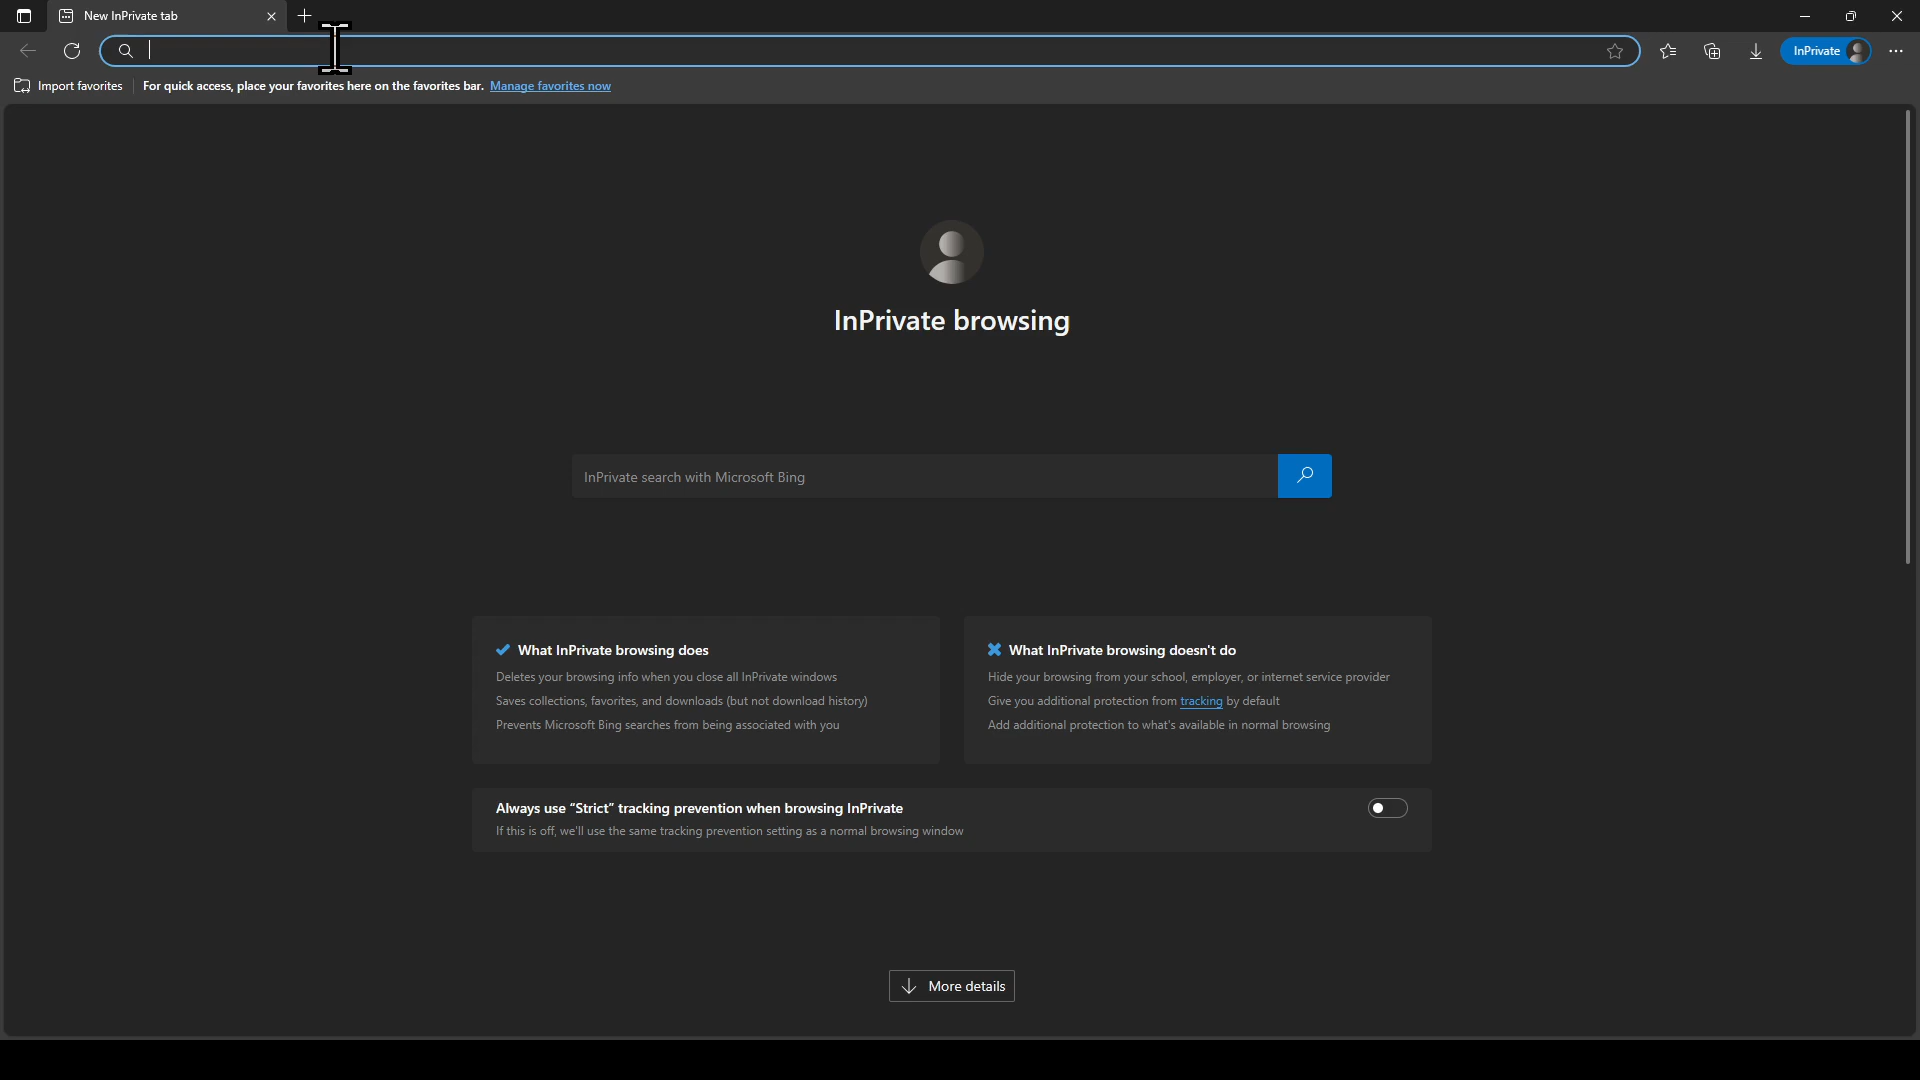 New InPrivate tab
InPrivate
Import favorites
For quick access, place your favorites here on the favorites bar. Manage favorites now
InPrivate browsing
InPrivate search with Microsoft Bing
What InPrivate browsing does
Deletes your browsing info when you close all InPrivate windows
Saves collections, favorites, and downloads (but not download history)
Prevents Microsoft Bing searches from being associated with you
What InPrivate browsing doesn't do
Hide your browsing from your school, employer, or internet service provider
Give you additional protection from tracking by default
Add additional protection to what's available in normal browsing
Always use “Strict” tracking prevention when browsing InPrivate
If this is off, we'll use the same tracking prevention setting as a normal browsing window
More details